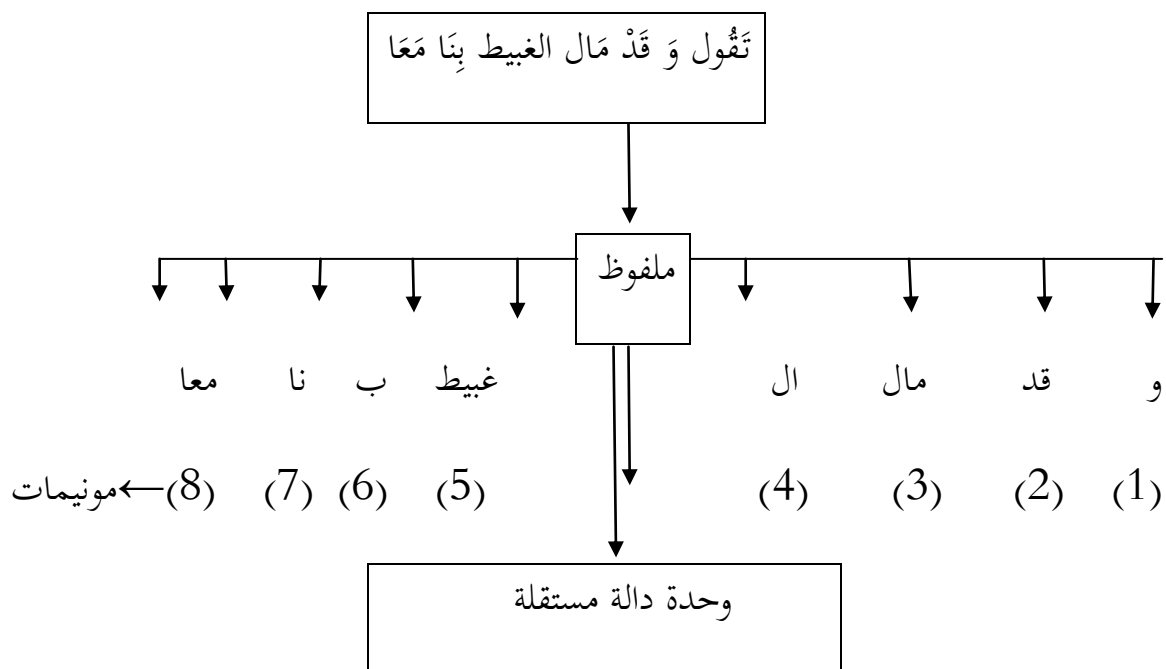 تَقُول وَ قَدْ مَال الغبيط بِنَا مَعَا
ملفوظ
و قد مال ال غبيط ب نا معا
(1) (2) (3) (4) (5) (6) (7) (8)←مونيمات
وحدة دالة مستقلة